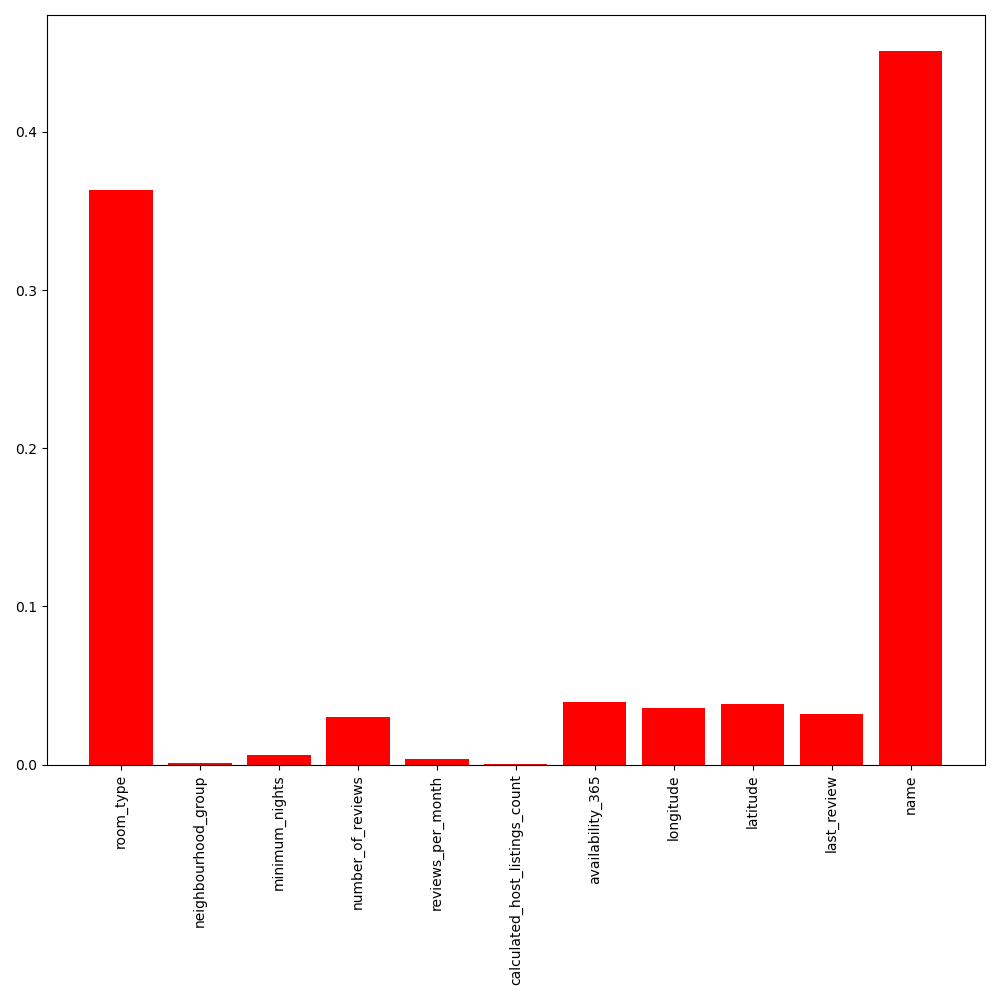 0.4
0.3
0.2
0.1
0.0
room_type
neighbourhood_group
minimum_nights
number_of_reviews
reviews_per_month
calculated_host_listings_count
availability_365
longitude
latitude
last_review
name